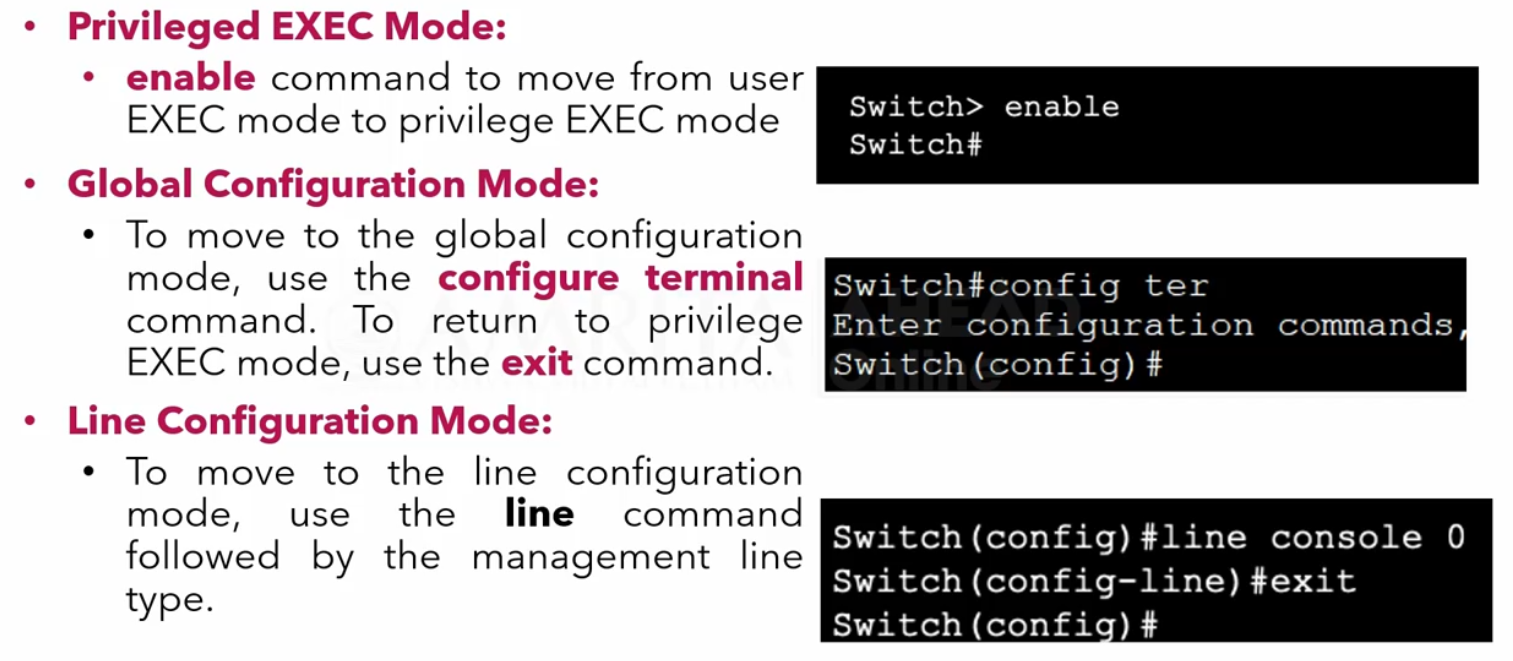 • Privileged EXEC Mode:
• enable command to move from user
EXEC mode to privilege EXEC mode
Switch> enable
Switch#
• Global Configuration Mode:
• To move to the global configuration
mode, use the configure terminal
command. To return to privilege
EXEC mode, use the exit command.
Switch#config ter
Enter configuration commands,
Switch(config)#
• Line Configuration Mode:
• To move to the line configuration
mode, use the line command
followed by the management line
type.
Switch(config)#line console 0
Switch(config-line)#exit
Switch(config)#
AMRITA AHEAD
Online